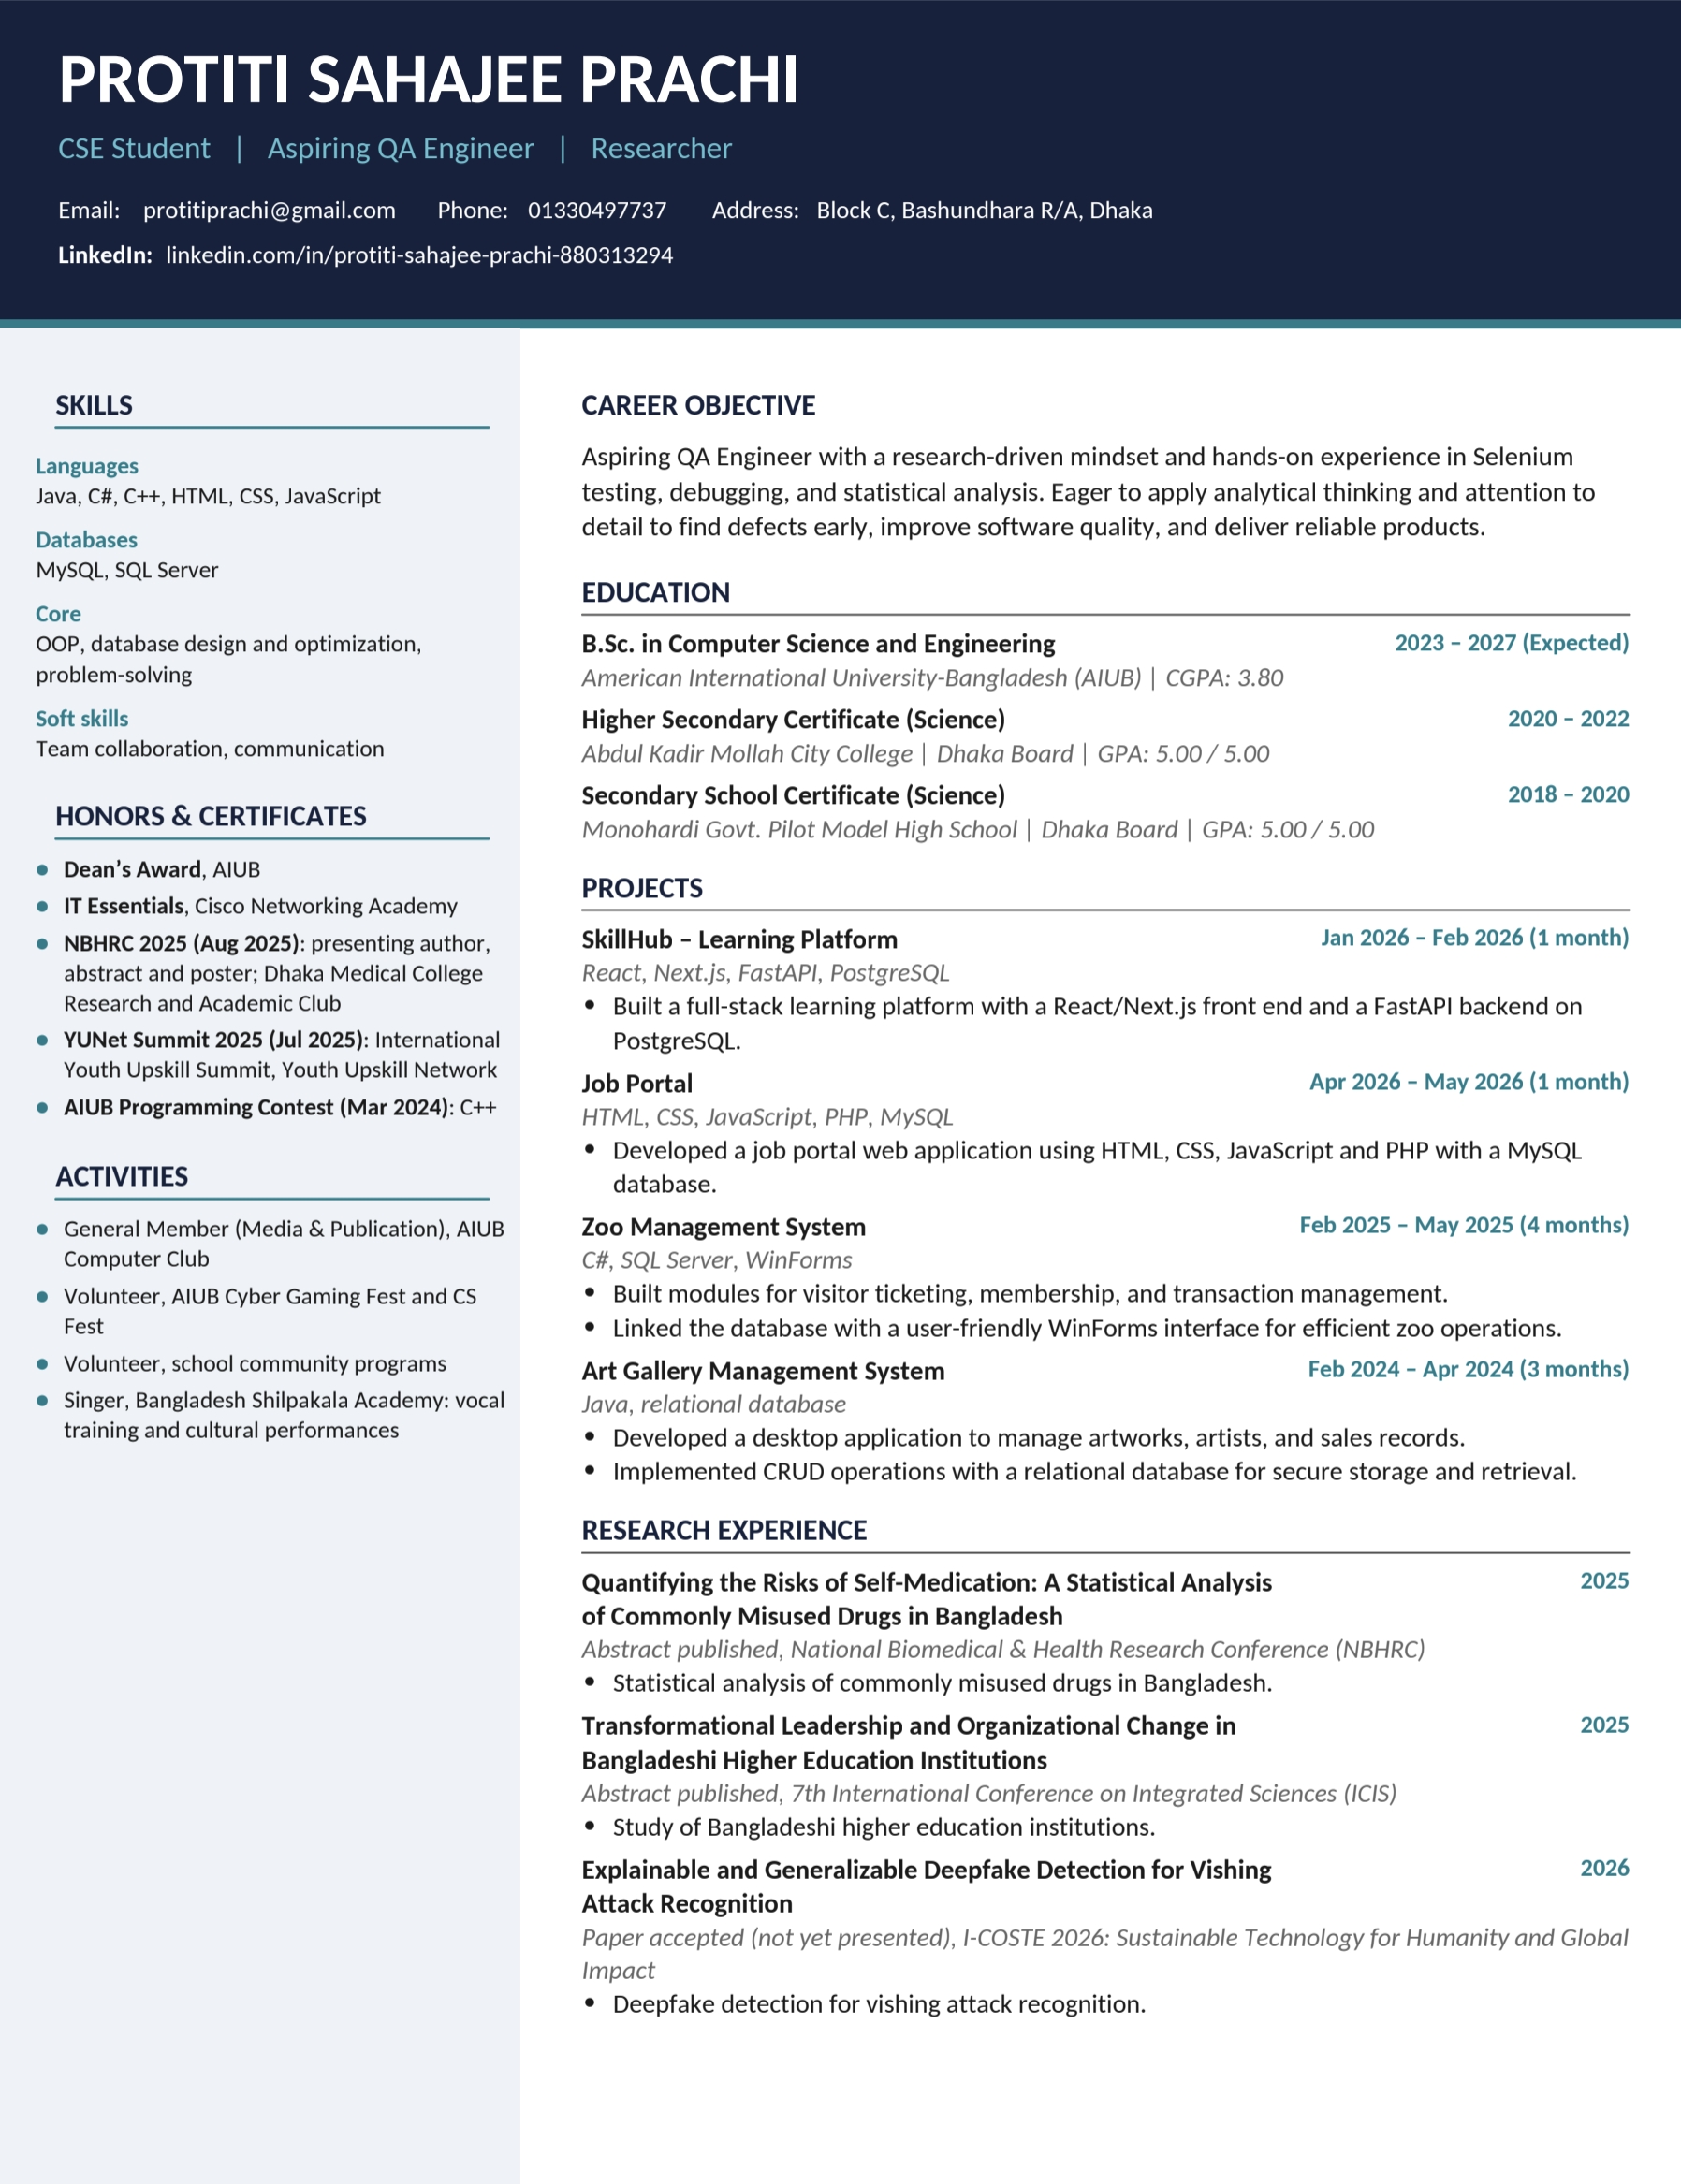 PROTITI SAHAJEE PRACHI
CSE Student | Aspiring QA Engineer | Researcher
Email: protitiprachi@gmail.com Phone: 01330497737 Address: Block C, Bashundhara R/A, Dhaka
LinkedIn: linkedin.com/in/protiti-sahajee-prachi-880313294
SKILLS
Languages
Java, C#, C++, HTML, CSS, JavaScript
Databases
MySQL, SQL Server
Core
OOP, database design and optimization,
problem-solving
Soft skills
Team collaboration, communication
HONORS & CERTIFICATES
• Dean’s Award, AIUB
• IT Essentials, Cisco Networking Academy
• NBHRC 2025 (Aug 2025): presenting author,
abstract and poster; Dhaka Medical College
Research and Academic Club
• YUNet Summit 2025 (Jul 2025): International
Youth Upskill Summit, Youth Upskill Network
• AIUB Programming Contest (Mar 2024): C++
ACTIVITIES
• General Member (Media & Publication), AIUB
Computer Club
• Volunteer, AIUB Cyber Gaming Fest and CS
Fest
• Volunteer, school community programs
• Singer, Bangladesh Shilpakala Academy: vocal
training and cultural performances
CAREER OBJECTIVE
Aspiring QA Engineer with a research-driven mindset and hands-on experience in Selenium
testing, debugging, and statistical analysis. Eager to apply analytical thinking and attention to
detail to find defects early, improve software quality, and deliver reliable products.
EDUCATION
B.Sc. in Computer Science and Engineering 2023 – 2027 (Expected)
American International University-Bangladesh (AIUB) | CGPA: 3.80
Higher Secondary Certificate (Science) 2020 – 2022
Abdul Kadir Mollah City College | Dhaka Board | GPA: 5.00 / 5.00
Secondary School Certificate (Science) 2018 – 2020
Monohardi Govt. Pilot Model High School | Dhaka Board | GPA: 5.00 / 5.00
PROJECTS
SkillHub – Learning Platform Jan 2026 – Feb 2026 (1 month)
React, Next.js, FastAPI, PostgreSQL
• Built a full-stack learning platform with a React/Next.js front end and a FastAPI backend on
PostgreSQL.
Job Portal Apr 2026 – May 2026 (1 month)
HTML, CSS, JavaScript, PHP, MySQL
• Developed a job portal web application using HTML, CSS, JavaScript and PHP with a MySQL
database.
Zoo Management System Feb 2025 – May 2025 (4 months)
C#, SQL Server, WinForms
• Built modules for visitor ticketing, membership, and transaction management.
• Linked the database with a user-friendly WinForms interface for efficient zoo operations.
Art Gallery Management System Feb 2024 – Apr 2024 (3 months)
Java, relational database
• Developed a desktop application to manage artworks, artists, and sales records.
• Implemented CRUD operations with a relational database for secure storage and retrieval.
RESEARCH EXPERIENCE
Quantifying the Risks of Self-Medication: A Statistical Analysis 2025
of Commonly Misused Drugs in Bangladesh
Abstract published, National Biomedical & Health Research Conference (NBHRC)
• Statistical analysis of commonly misused drugs in Bangladesh.
Transformational Leadership and Organizational Change in 2025
Bangladeshi Higher Education Institutions
Abstract published, 7th International Conference on Integrated Sciences (ICIS)
• Study of Bangladeshi higher education institutions.
Explainable and Generalizable Deepfake Detection for Vishing 2026
Attack Recognition
Paper accepted (not yet presented), I-COSTE 2026: Sustainable Technology for Humanity and Global
Impact
• Deepfake detection for vishing attack recognition.